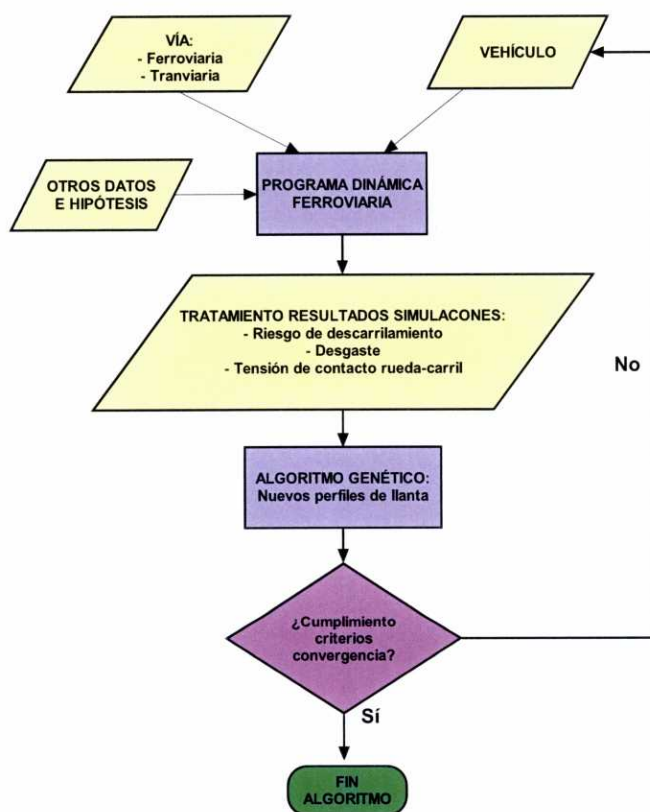 VÍA:
- Ferroviaria
- Tranviaria
VEHÍCULO
OTROS DATOS
E HIPÓTESIS
PROGRAMA DINÁMICA
FERROVIARIA
TRATAMIENTO RESULTADOS SIMULACONES:
- Riesgo de descarrilamiento
- Desgaste
- Tensión de contacto rueda-carril
No
ALGORITMO GENÉTICO:
Nuevos perfiles de llanta
¿Cumplimiento
criterios
convergencia?
Sí
FIN
ALGORITMO